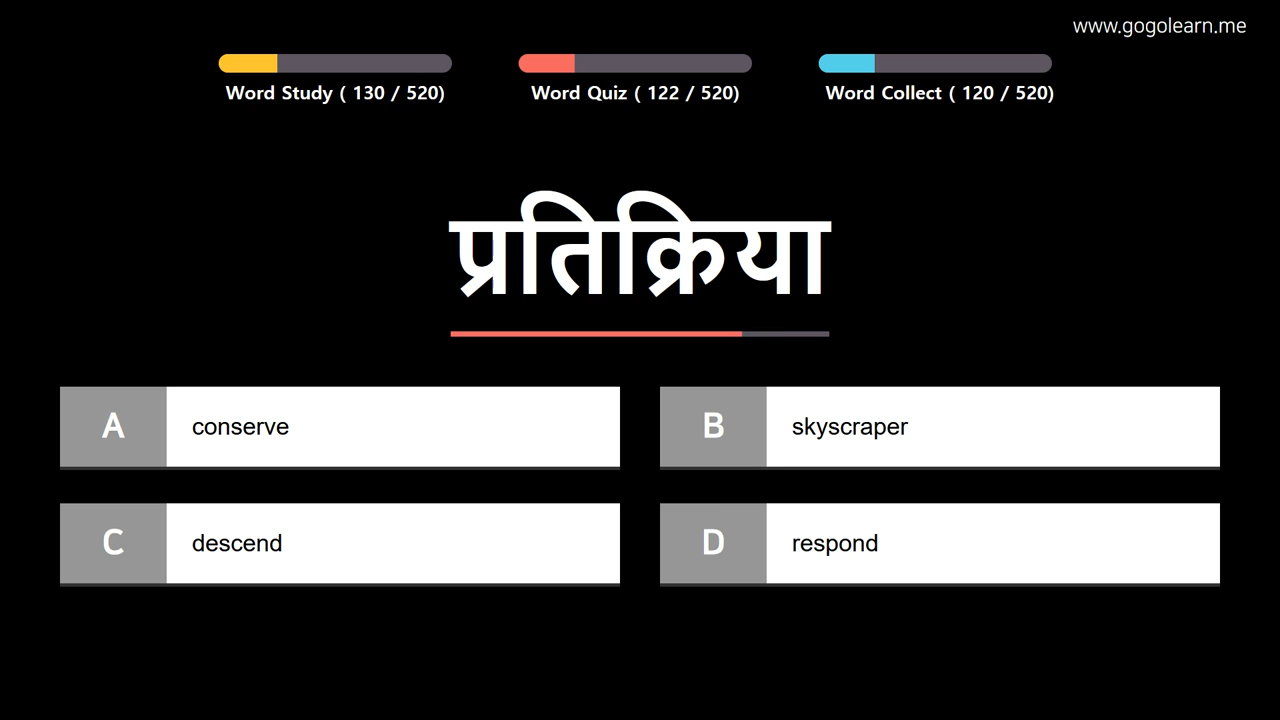 www.gogolearn.me
Word Study ( 130 / 520)
Word Quiz ( 122 / 520)
Word Collect ( 120 / 520)
प्रतिक्रिया
A conserve
B skyscraper
C descend
D respond